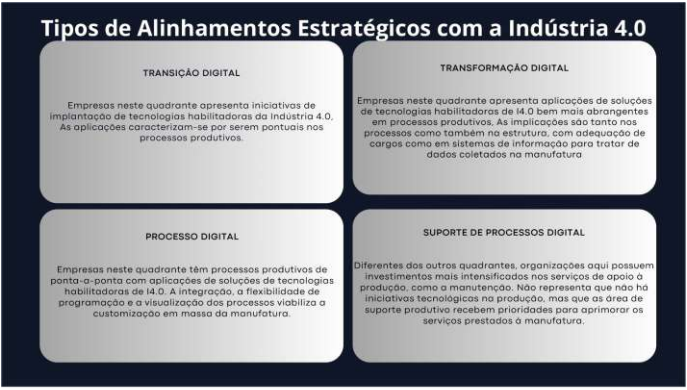 Tipos de Alinhamentos Estratégicos com a Indústria 4.0
TRANSIÇÃO DIGITAL
Empresas neste quadrante apresenta iniciativas de
implantação de tecnologias habilitadoras da Indústria 4.0,
As aplicações caracterizam-se por serem pontuais nos
processos produtivos.
TRANSFORMAÇÃO DIGITAL
Empresas neste quadrante apresenta aplicações de soluções
de tecnologias habilitadoras de I4.0 bem mais abrangentes
em processos produtivos, As implicações são tanto nos
processos como também na estrutura, com adequação de
cargos como em sistemas de informação para tratar de
dados coletados na manufatura
PROCESSO DIGITAL
Empresas neste quadrante têm processos produtivos de
ponta-a-ponta com aplicações de soluções de tecnologias
habilitadoras de I4.0. A integração, a flexibilidade de
programação e a visualização dos processos viabiliza a
customização em massa da manufatura.
SUPORTE DE PROCESSOS DIGITAL
Diferentes dos outros quadrantes, organizações aqui possuem
investimentos mais intensificados nos serviços de apoio à
produção, como a manutenção. Não representa que não há
iniciativas tecnológicas na produção, mas que as área de
suporte produtivo recebem prioridades para aprimorar os
serviços prestados à manufatura.